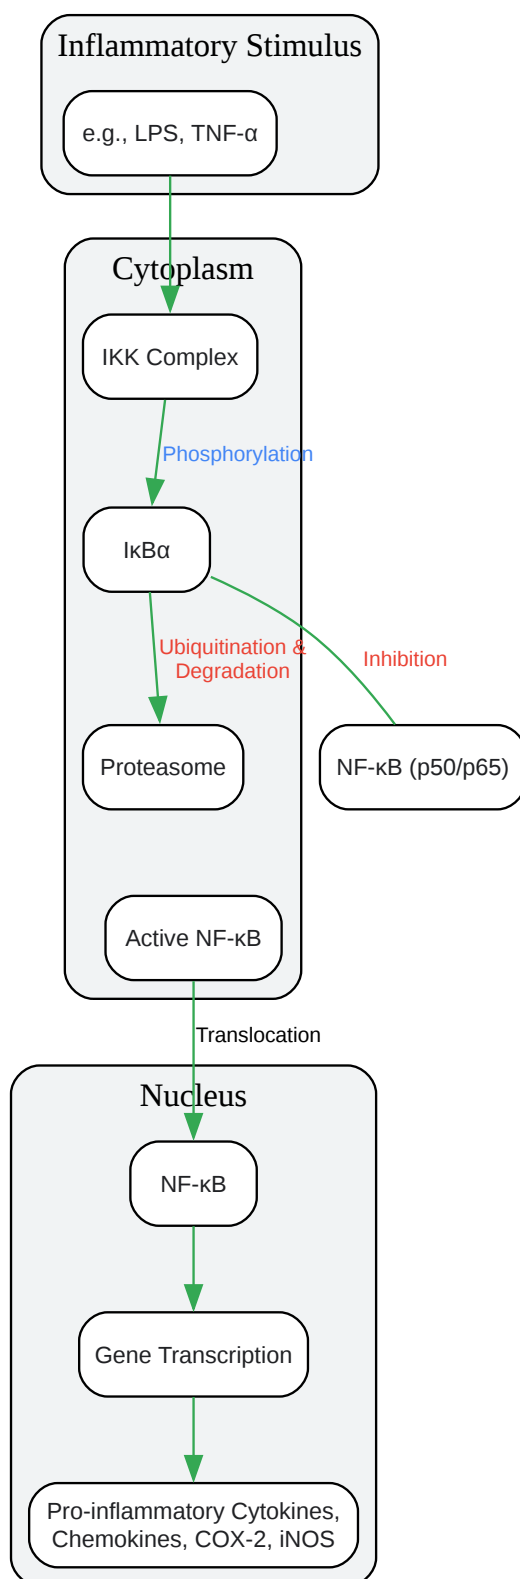 Inflammatory Stimulus
e.g., LPS, TNF-α
Cytoplasm
IKK Complex
Phosphorylation
IκBα
Ubiquitination &
Degradation
Inhibition
Proteasome
NF-κB (p50/p65)
Active NF-κB
Translocation
Nucleus
NF-κB
Gene Transcription
Pro-inflammatory Cytokines,
Chemokines, COX-2, iNOS